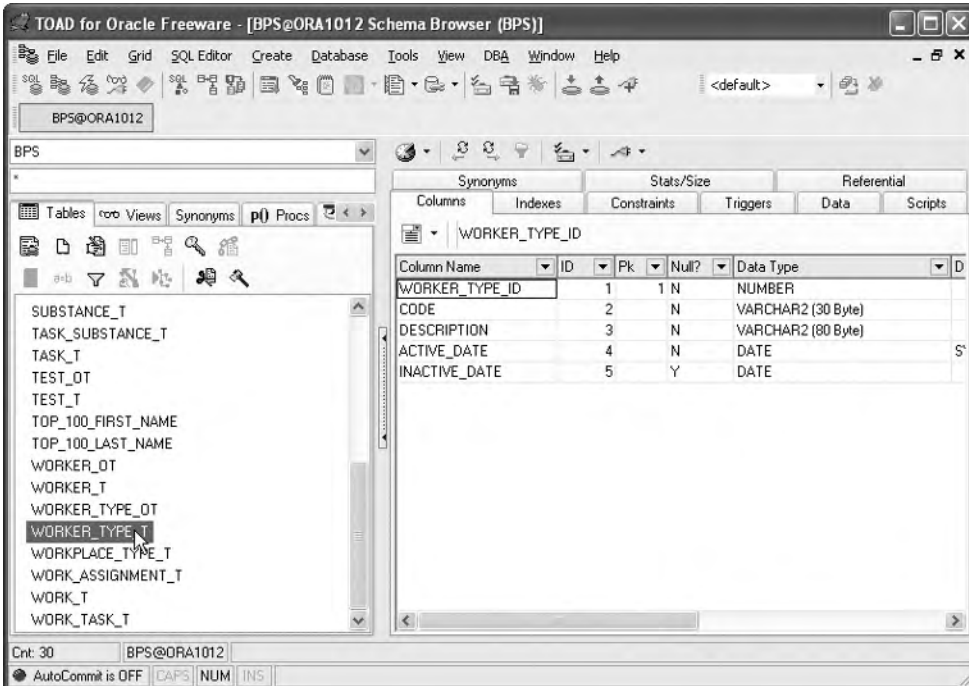 TOAD for Oracle Freeware - [BPS@ORA1012 Schema Browser (BPS)]
File Edit Grid SQL Editor Create Database Tools View DBA Window Help
SQL SQL <default>
BPS@ORA1012
BPS
*
Tables Views Synonyms p() Procs
a=b
SUBSTANCE_T
TASK_SUBSTANCE_T
TASK_T
TEST_OT
TEST_T
TOP_100_FIRST_NAME
TOP_100_LAST_NAME
WORKER_OT
WORKER_T
WORKER_TYPE_OT
WORKER_TYPE_T
WORKPLACE_TYPE_T
WORK_ASSIGNMENT_T
WORK_T
WORK_TASK_T
Synonyms Stats/Size Referential
Columns Indexes Constraints Triggers Data Scripts
WORKER_TYPE_ID
Column Name ID Pk Null? Data Type D
WORKER_TYPE_ID 1 1 N NUMBER
CODE 2 N VARCHAR2 (30 Byte)
DESCRIPTION 3 N VARCHAR2 (80 Byte)
ACTIVE_DATE 4 N DATE
INACTIVE_DATE 5 Y DATE
Cnt: 30 BPS@ORA1012
AutoCommit is OFF CAPS NUM INS